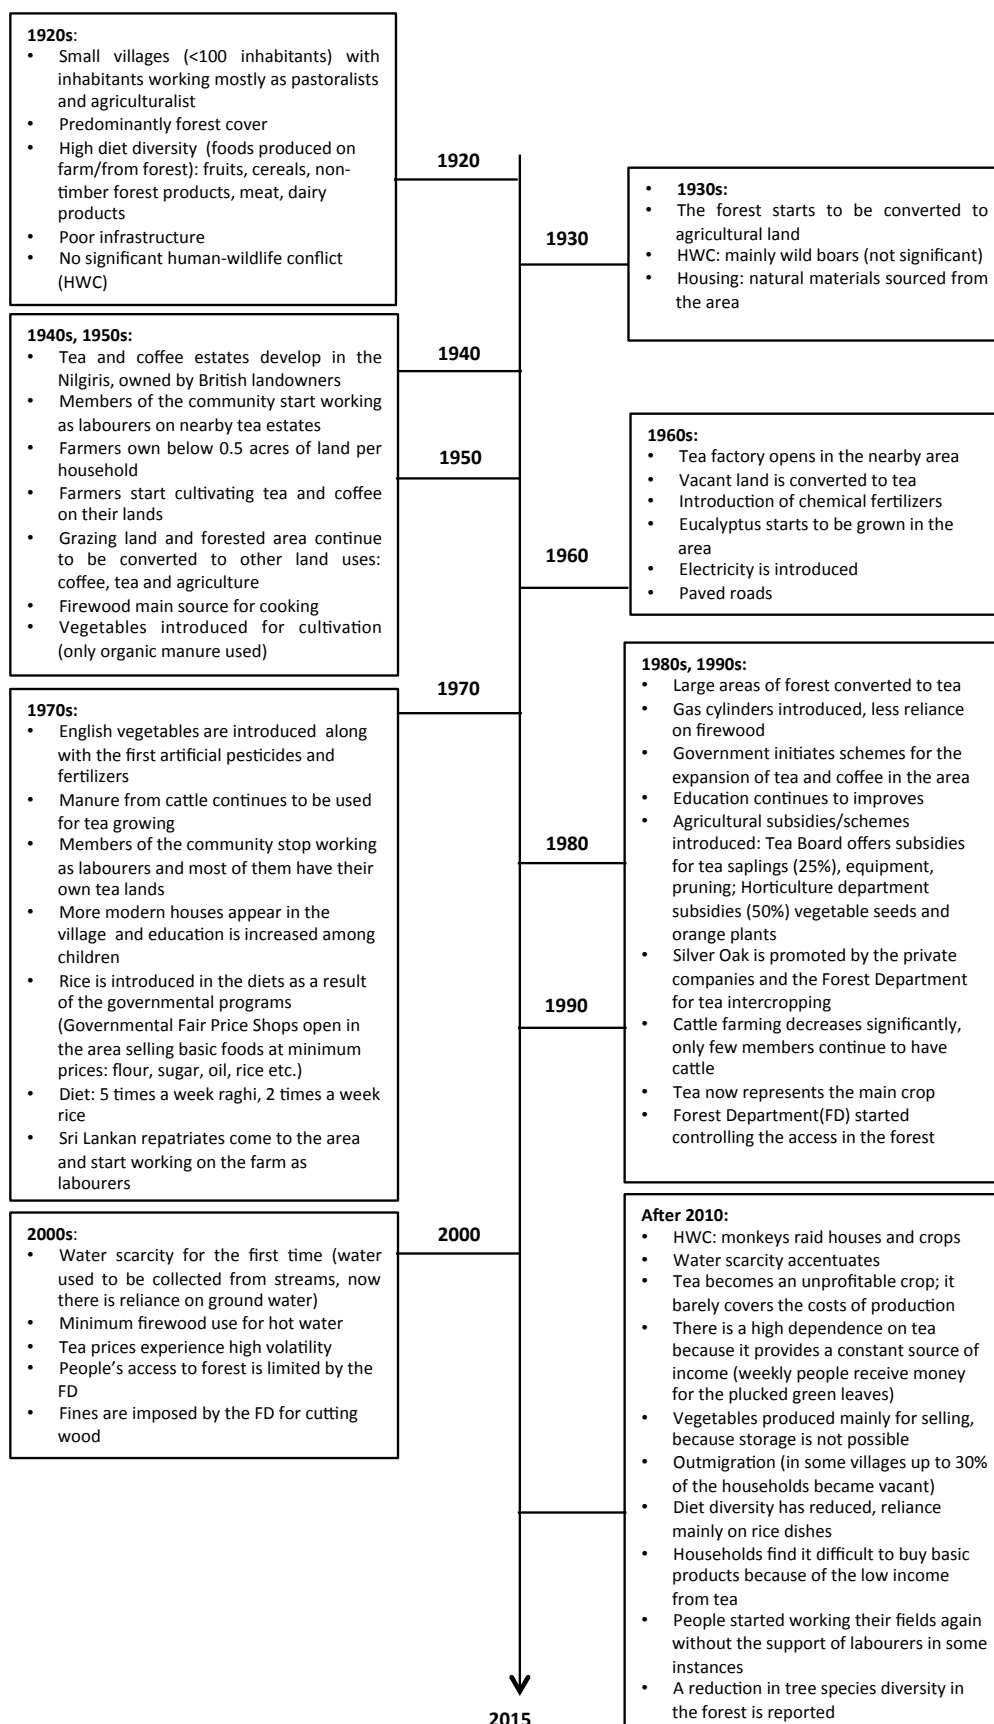 1920s:
• Small villages (<100 inhabitants) with
inhabitants working mostly as pastoralists
and agriculturalist
• Predominantly forest cover
• High diet diversity (foods produced on
farm/from forest): fruits, cereals, non-
timber forest products, meat, dairy
products
• Poor infrastructure
• No significant human-wildlife conflict
(HWC)
1920
1930
• 1930s:
• The forest starts to be converted to
agricultural land
• HWC: mainly wild boars (not significant)
• Housing: natural materials sourced from
the area
1940s, 1950s:
• Tea and coffee estates develop in the
Nilgiris, owned by British landowners
• Members of the community start working
as labourers on nearby tea estates
• Farmers own below 0.5 acres of land per
household
• Farmers start cultivating tea and coffee
on their lands
• Grazing land and forested area continue
to be converted to other land uses:
coffee, tea and agriculture
• Firewood main source for cooking
• Vegetables introduced for cultivation
(only organic manure used)
1940
1950
1960
1960s:
• Tea factory opens in the nearby area
• Vacant land is converted to tea
• Introduction of chemical fertilizers
• Eucalyptus starts to be grown in the
area
• Electricity is introduced
• Paved roads
1970s:
• English vegetables are introduced along
with the first artificial pesticides and
fertilizers
• Manure from cattle continues to be used
for tea growing
• Members of the community stop working
as labourers and most of them have their
own tea lands
• More modern houses appear in the
village and education is increased among
children
• Rice is introduced in the diets as a result
of the governmental programs
(Governmental Fair Price Shops open in
the area selling basic foods at minimum
prices: flour, sugar, oil, rice etc.)
• Diet: 5 times a week raghi, 2 times a week
rice
• Sri Lankan repatriates come to the area
and start working on the farm as
labourers
1970
1980
1990
1980s, 1990s:
• Large areas of forest converted to tea
• Gas cylinders introduced, less reliance
on firewood
• Government initiates schemes for the
expansion of tea and coffee in the area
• Education continues to improves
• Agricultural subsidies/schemes
introduced: Tea Board offers subsidies
for tea saplings (25%), equipment,
pruning; Horticulture department
subsidies (50%) vegetable seeds and
orange plants
• Silver Oak is promoted by the private
companies and the Forest Department
for tea intercropping
• Cattle farming decreases significantly,
only few members continue to have
cattle
• Tea now represents the main crop
• Forest Department(FD) started
controlling the access in the forest
2000s:
• Water scarcity for the first time (water
used to be collected from streams, now
there is reliance on ground water)
• Minimum firewood use for hot water
• Tea prices experience high volatility
• People's access to forest is limited by the
FD
• Fines are imposed by the FD for cutting
wood
2000
After 2010:
• HWC: monkeys raid houses and crops
• Water scarcity accentuates
• Tea becomes an unprofitable crop; it
barely covers the costs of production
• There is a high dependence on tea
because it provides a constant source of
income (weekly people receive money
for the plucked green leaves)
• Vegetables produced mainly for selling,
because storage is not possible
• Outmigration (in some villages up to 30%
of the households became vacant)
• Diet diversity has reduced, reliance
mainly on rice dishes
• Households find it difficult to buy basic
products because of the low income
from tea
• People started working their fields again
without the support of labourers in some
instances
• A reduction in tree species diversity in
the forest is reported
2015